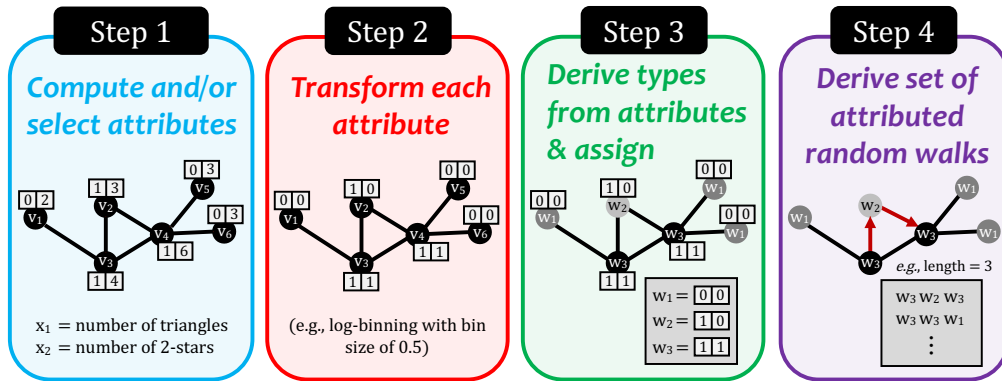 Step 1
Compute and/or
select attributes
0 3
1 3
v₅
0 2
v₂
0 3
v₁
v₄
v₆
v₃
1 6
1 4
x₁ = number of triangles
x₂ = number of 2-stars
Step 2
Transform each
attribute
0 0
1 0
v₅
0 0
v₂
0 0
v₁
v₄
v₆
v₃
1 1
1 1
(e.g., log-binning with bin
size of 0.5)
Step 3
Derive types
from attributes
& assign
0 0
1 0
w₁
0 0
w₂
0 0
w₁
w₃
w₁
w₃
1 1
1 1
w₁ = 0 0
w₂ = 1 0
w₃ = 1 1
Step 4
Derive set of
attributed
random walks
w₁
w₂
w₁
w₃
w₁
w₃
e.g., length = 3
w₃ w₂ w₃
w₃ w₃ w₁
⋮